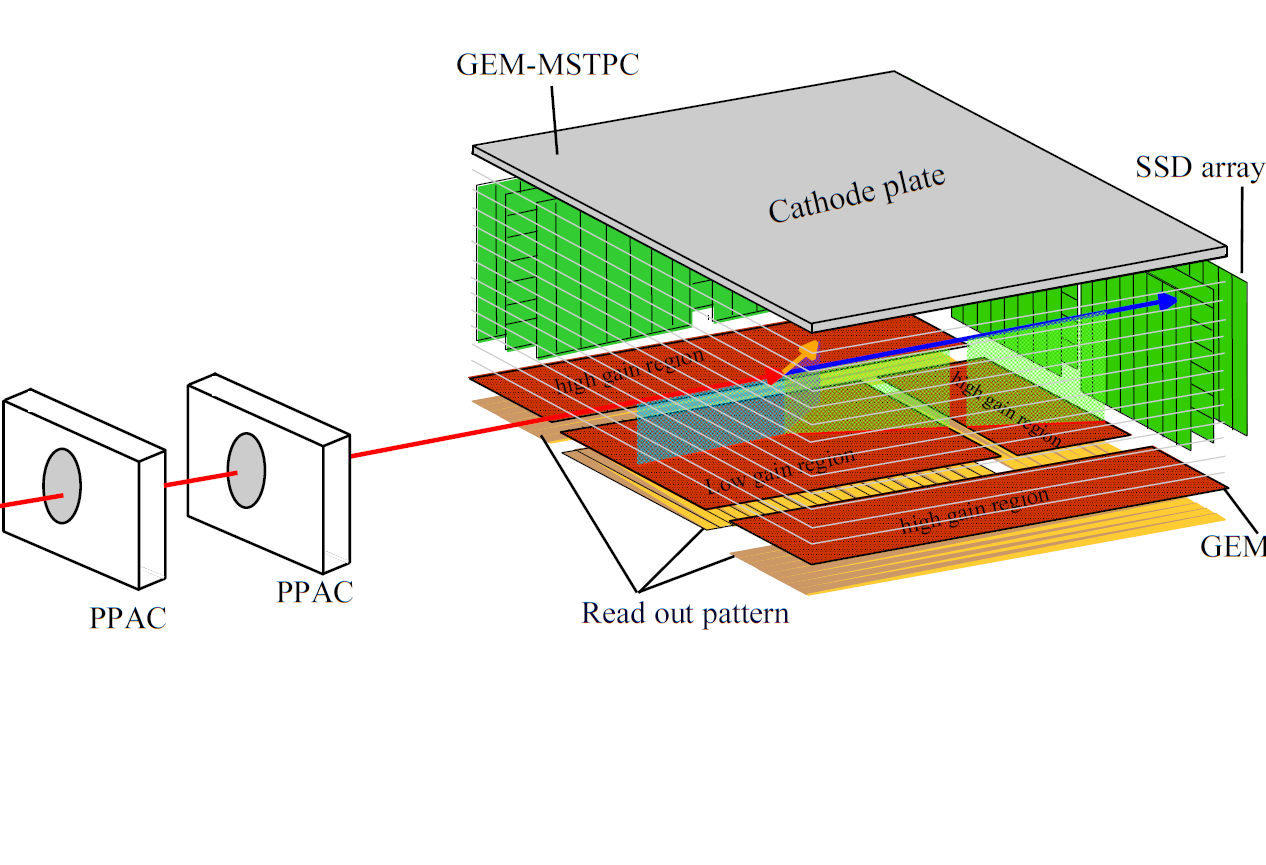 GEM-MSTPC
SSD array
Cathode plate
high gain region
high gain region
Low gain region
high gain region
GEM
PPAC
PPAC
Read out pattern